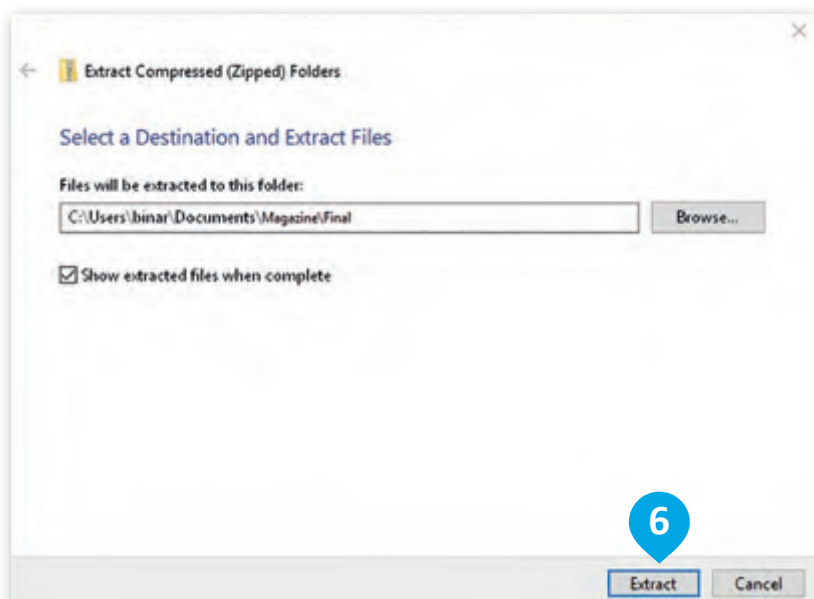 Extract Compressed (Zipped) Folders
Select a Destination and Extract Files
Files will be extracted to this folder:
C:\Users\binar\Documents\Magazine\Final
Browse...
Show extracted files when complete
6
Extract
Cancel